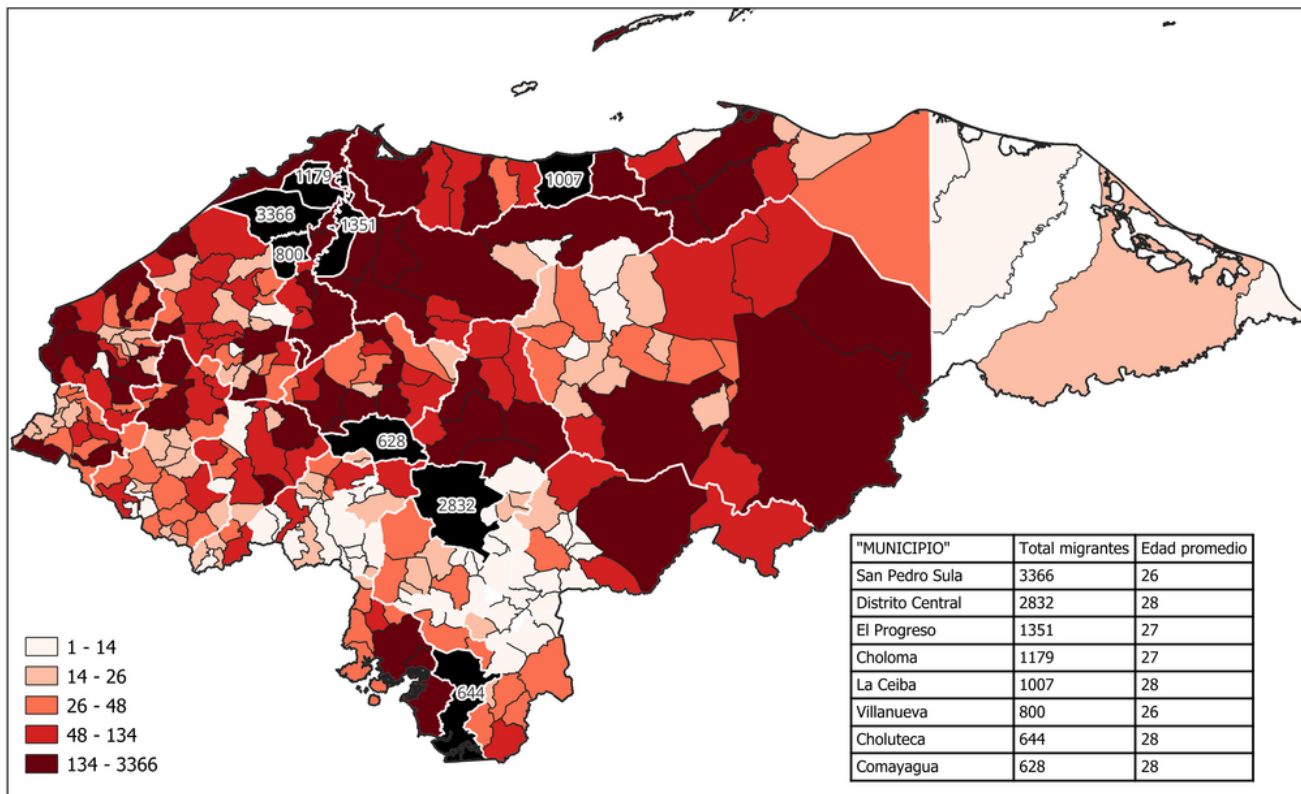 1179
1007
3366
1351
800
628
2832
644
1 - 14
14 - 26
26 - 48
48 - 134
134 - 3366
"MUNICIPIO" Total migrantes Edad promedio
San Pedro Sula 3366 26
Distrito Central 2832 28
El Progreso 1351 27
Choloma 1179 27
La Ceiba 1007 28
Villanueva 800 26
Choluteca 644 28
Comayagua 628 28